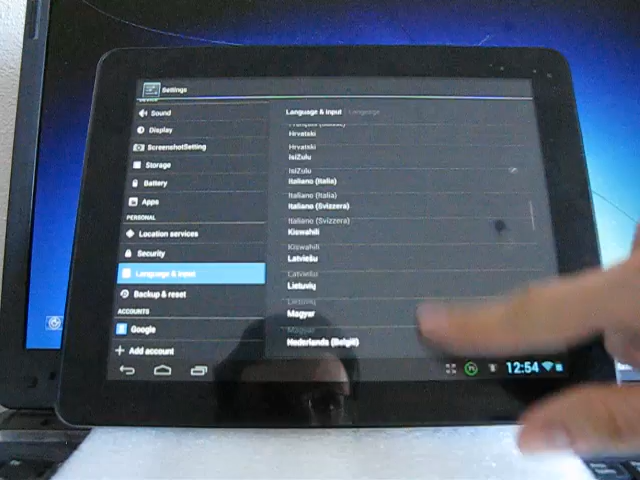 Settings
Sound
Display
ScreenshotSetting
Storage
Battery
Apps
PERSONAL
Location services
Security
Language & input
Backup & reset
ACCOUNTS
Google
Add account
Language & input
Language
Hrvatski
Hrvatski
IsiZulu
IsiZulu
Italiano (Italia)
Italiano (Italia)
Italiano (Svizzera)
Italiano (Svizzera)
Kiswahili
Kiswahili
Latviešu
Latviešu
Lietuvių
Lietuvių
Magyar
Magyar
Nederlands (België)
12:54